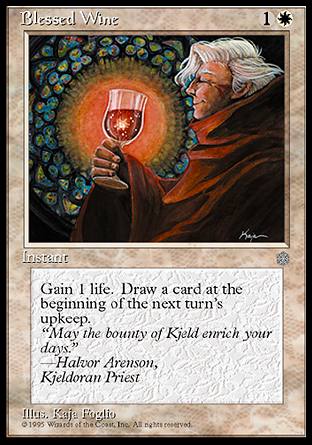 Blessed Wine 1
Kaja
Instant
Gain 1 life. Draw a card at the
beginning of the next turn's
upkeep.
“May the bounty of Kjeld enrich your
days.”
—Halvor Arenson,
Kjeldoran Priest
Illus. Kaja Foglio
©1995 Wizards of the Coast, Inc. All rights reserved.